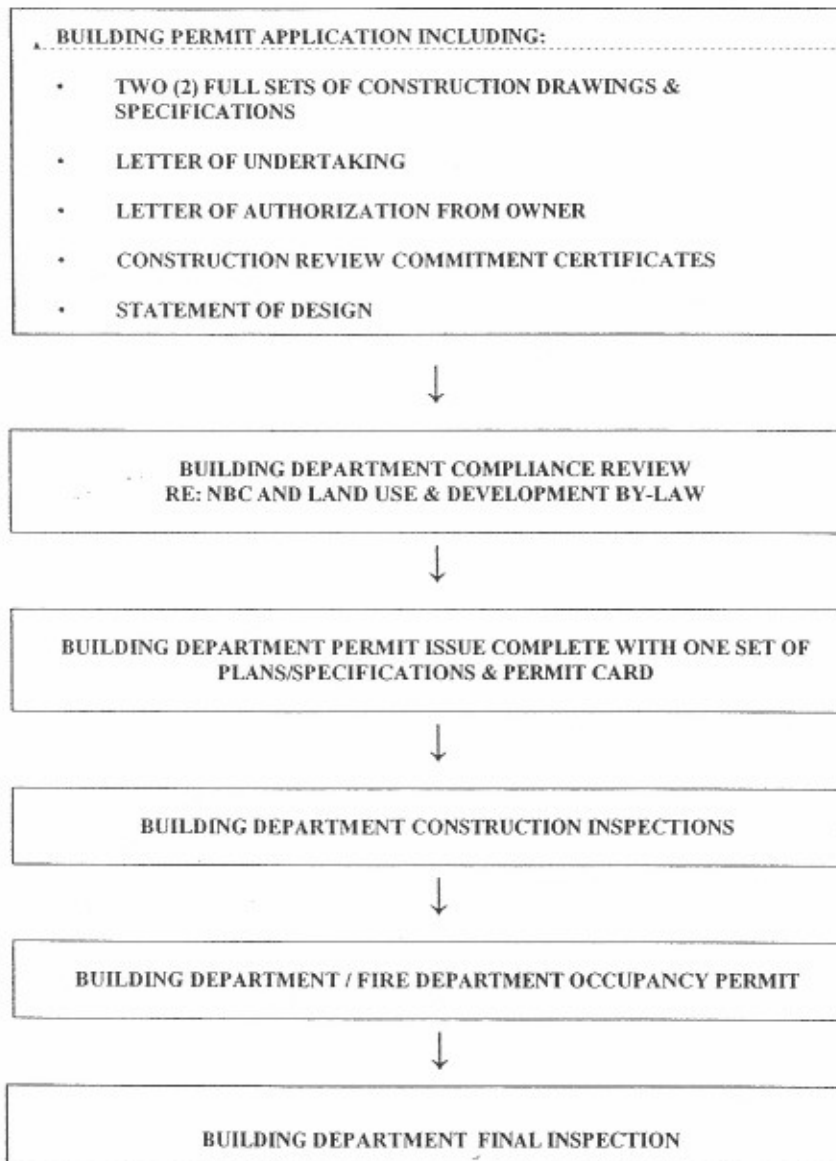 BUILDING PERMIT APPLICATION INCLUDING:
• TWO (2) FULL SETS OF CONSTRUCTION DRAWINGS &
SPECIFICATIONS
• LETTER OF UNDERTAKING
• LETTER OF AUTHORIZATION FROM OWNER
• CONSTRUCTION REVIEW COMMITMENT CERTIFICATES
• STATEMENT OF DESIGN
BUILDING DEPARTMENT COMPLIANCE REVIEW
RE: NBC AND LAND USE & DEVELOPMENT BY-LAW
BUILDING DEPARTMENT PERMIT ISSUE COMPLETE WITH ONE SET OF
PLANS/SPECIFICATIONS & PERMIT CARD
BUILDING DEPARTMENT CONSTRUCTION INSPECTIONS
BUILDING DEPARTMENT / FIRE DEPARTMENT OCCUPANCY PERMIT
BUILDING DEPARTMENT FINAL INSPECTION